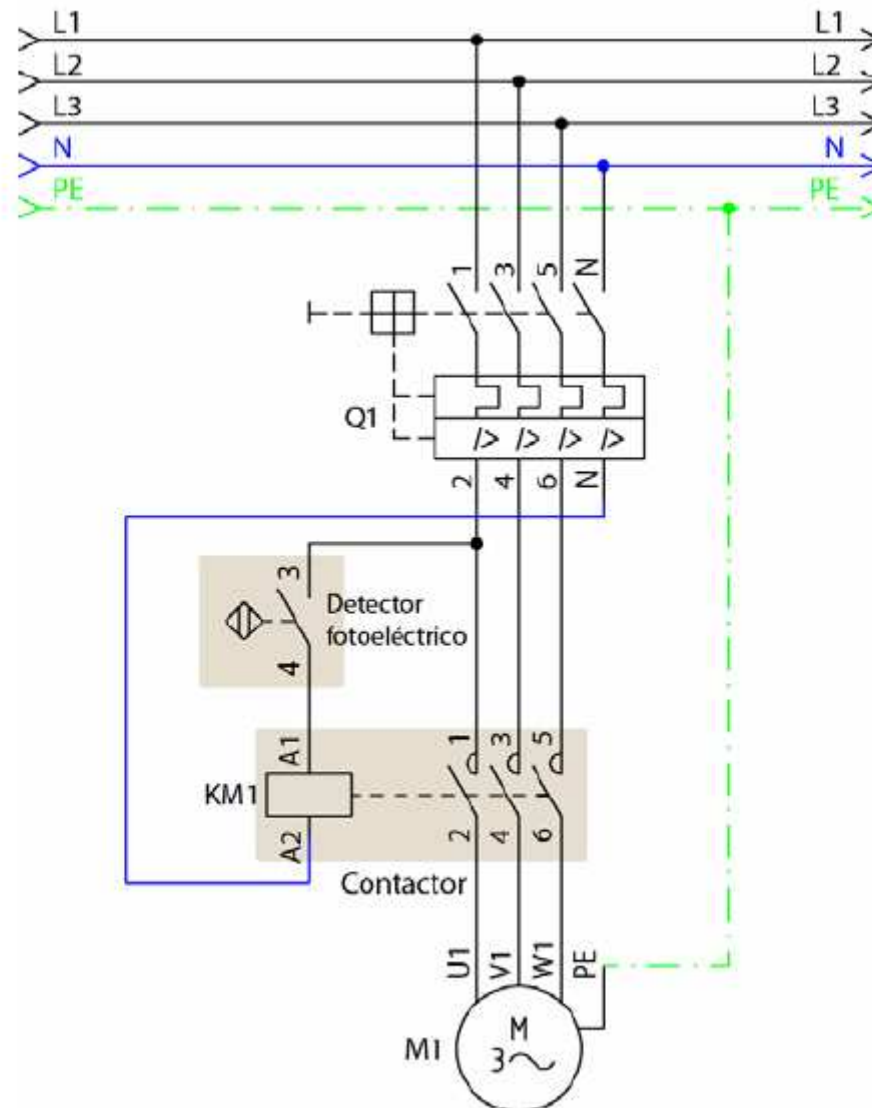 L1 L1
L2 L2
L3 L3
N N
PE PE
1 3 5 N
Q1
I> I> I> I>
2 4 6 N
3
Detector
fotoeléctrico
4
A1 1 3 5
KM1
A2 2 4 6
Contactor
U1 V1 W1 PE
M1
M
3~